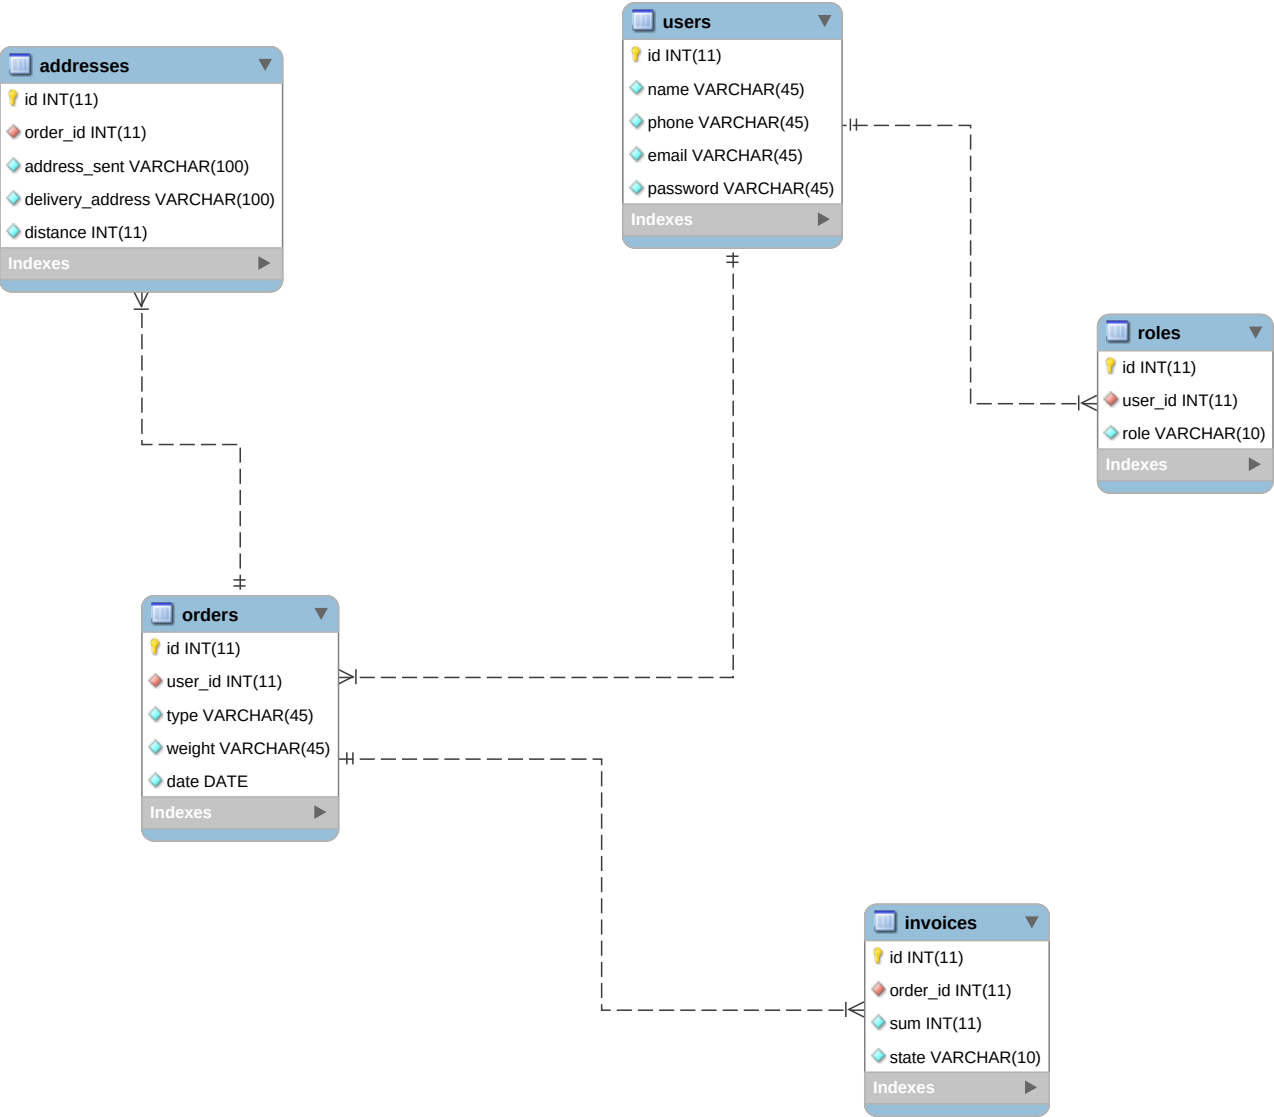 users
id INT(11)
name VARCHAR(45)
phone VARCHAR(45)
email VARCHAR(45)
password VARCHAR(45)
Indexes
addresses
id INT(11)
order_id INT(11)
address_sent VARCHAR(100)
delivery_address VARCHAR(100)
distance INT(11)
Indexes
roles
id INT(11)
user_id INT(11)
role VARCHAR(10)
Indexes
orders
id INT(11)
user_id INT(11)
type VARCHAR(45)
weight VARCHAR(45)
date DATE
Indexes
invoices
id INT(11)
order_id INT(11)
sum INT(11)
state VARCHAR(10)
Indexes